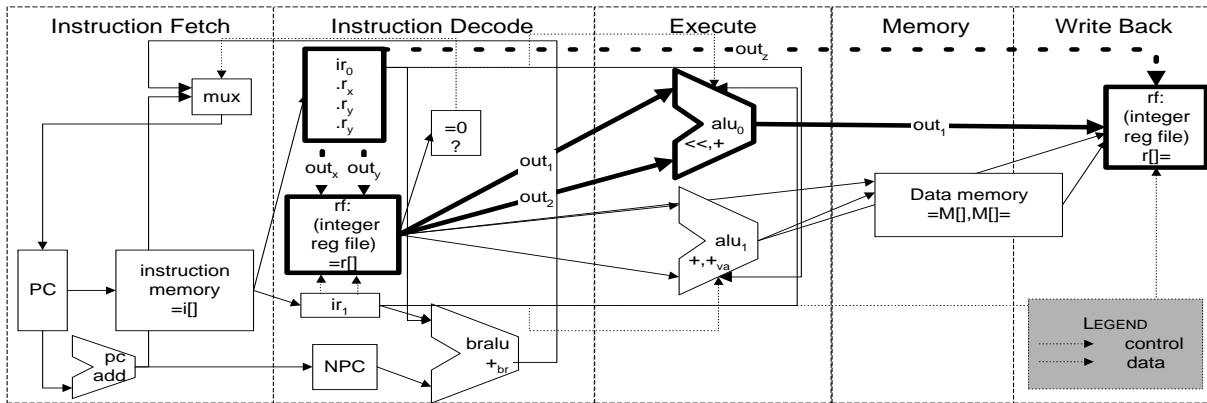 Instruction Fetch
Instruction Decode
Execute
Memory
Write Back
out_z
mux
ir_0
.r_x
.r_y
.r_y
=0
?
alu_0
<<,+
out_1
rf:
(integer
reg file)
r[]=
out_x
out_y
out_1
out_2
rf:
(integer
reg file)
=r[]
Data memory
=M[],M[]=
alu_1
+,+_va
PC
instruction
memory
=i[]
ir_1
pc
add
NPC
bralu
+_br
LEGEND
control
data